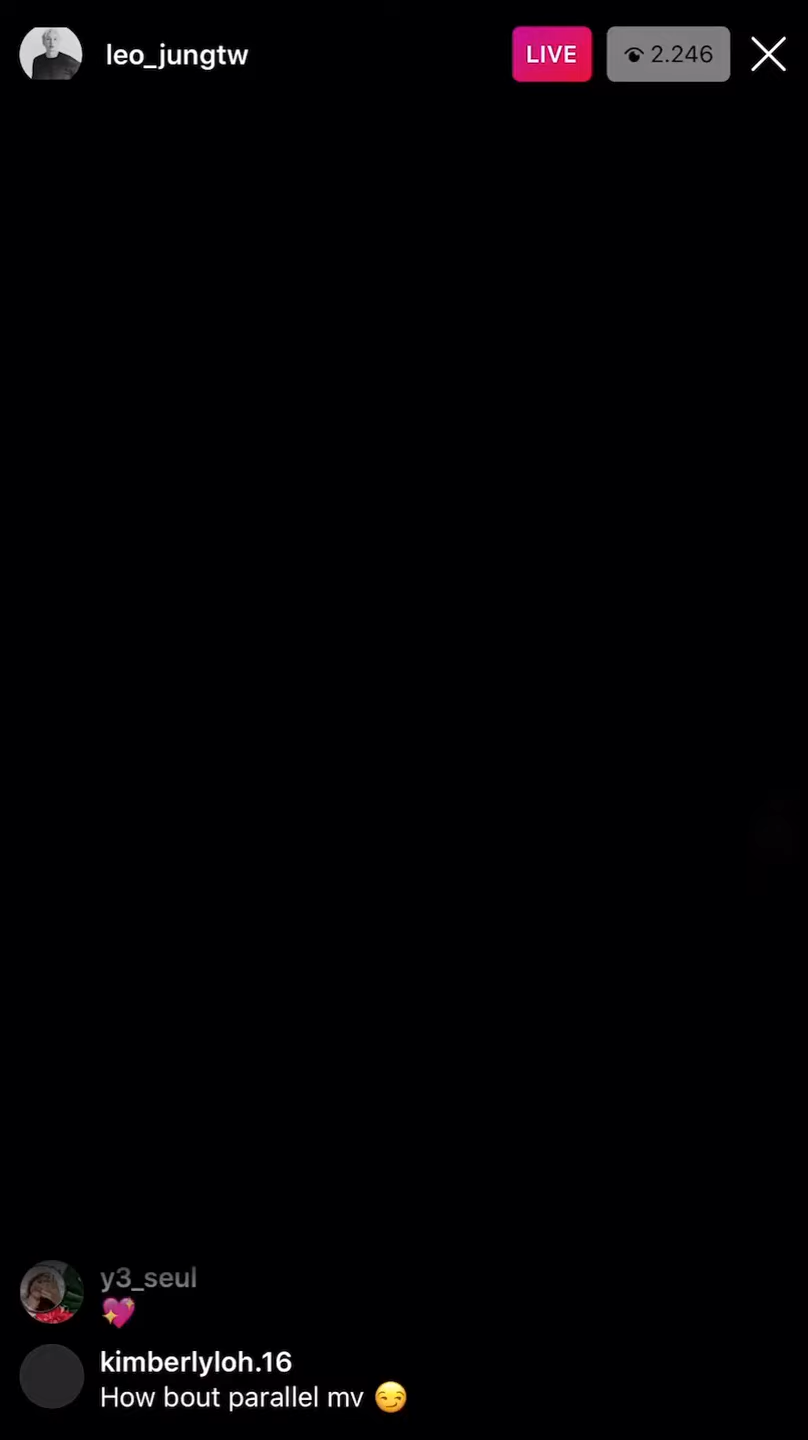 leo_jungtw
LIVE
2.246
y3_seul
💖
kimberlyloh.16
How bout parallel mv 😏